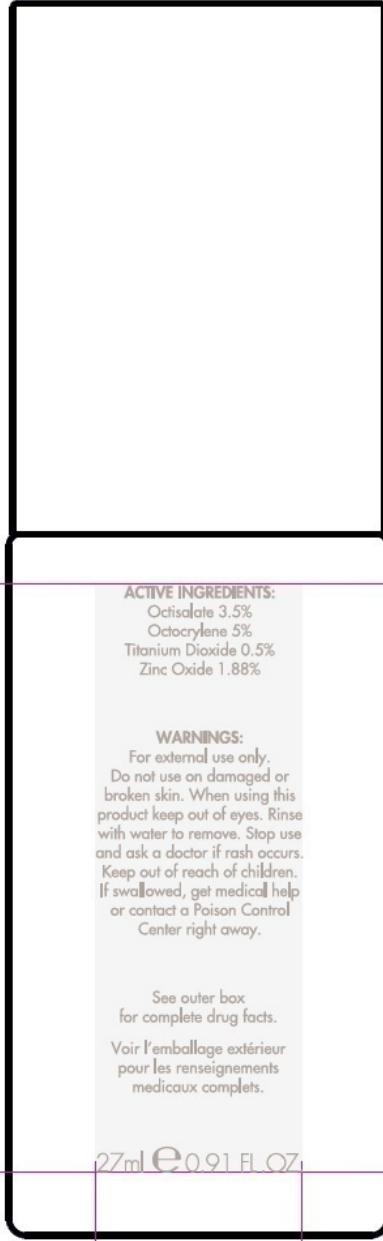 ACTIVE INGREDIENTS:
Octisalate 3.5%
Octocrylene 5%
Titanium Dioxide 0.5%
Zinc Oxide 1.88%
WARNINGS:
For external use only.
Do not use on damaged or
broken skin. When using this
product keep out of eyes. Rinse
with water to remove. Stop use
and ask a doctor if rash occurs.
Keep out of reach of children.
If swallowed, get medical help
or contact a Poison Control
Center right away.
See outer box
for complete drug facts.
Voir l'emballage extérieur
pour les renseignements
medicaux complets.
27ml ℮ 0.91 FL.OZ